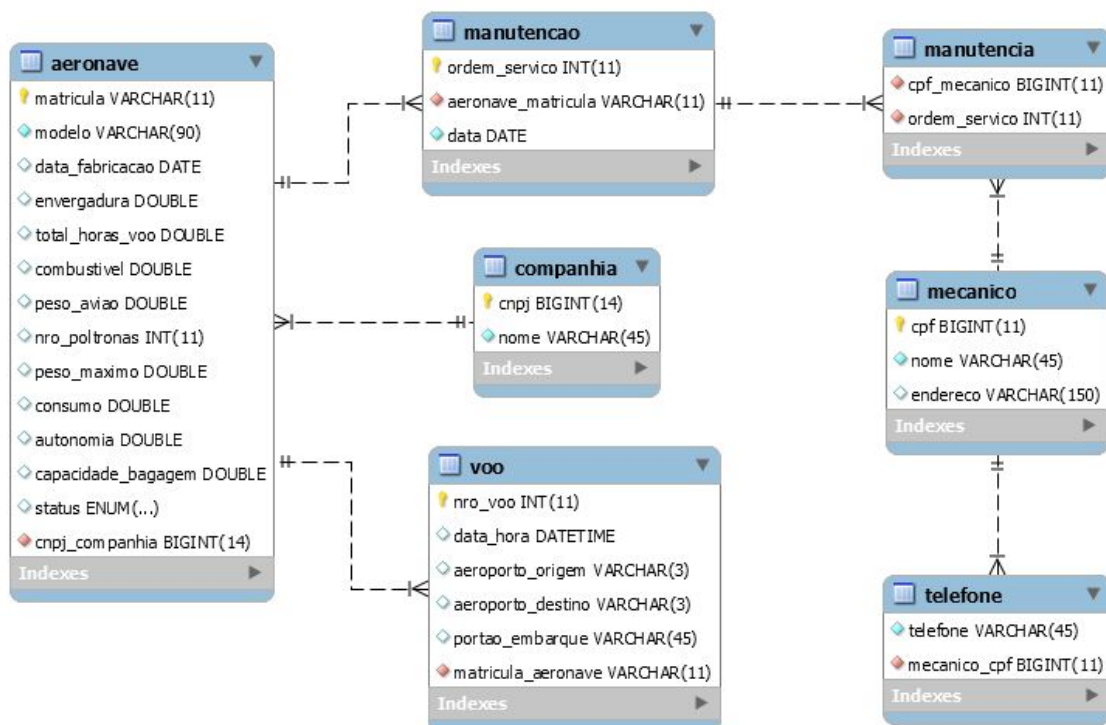 aeronave
matricula VARCHAR(11)
modelo VARCHAR(90)
data_fabricacao DATE
envergadura DOUBLE
total_horas_voo DOUBLE
combustivel DOUBLE
peso_aviao DOUBLE
nro_poltronas INT(11)
peso_maximo DOUBLE
consumo DOUBLE
autonomia DOUBLE
capacidade_bagagem DOUBLE
status ENUM(...)
cnpj_companhia BIGINT(14)
Indexes
manutencao
ordem_servico INT(11)
aeronave_matricula VARCHAR(11)
data DATE
Indexes
companhia
cnpj BIGINT(14)
nome VARCHAR(45)
Indexes
voo
nro_voo INT(11)
data_hora DATETIME
aeroporto_origem VARCHAR(3)
aeroporto_destino VARCHAR(3)
portao_embarque VARCHAR(45)
matricula_aeronave VARCHAR(11)
Indexes
manutencia
cpf_mecanico BIGINT(11)
ordem_servico INT(11)
Indexes
mecanico
cpf BIGINT(11)
nome VARCHAR(45)
endereco VARCHAR(150)
Indexes
telefone
telefone VARCHAR(45)
mecanico_cpf BIGINT(11)
Indexes